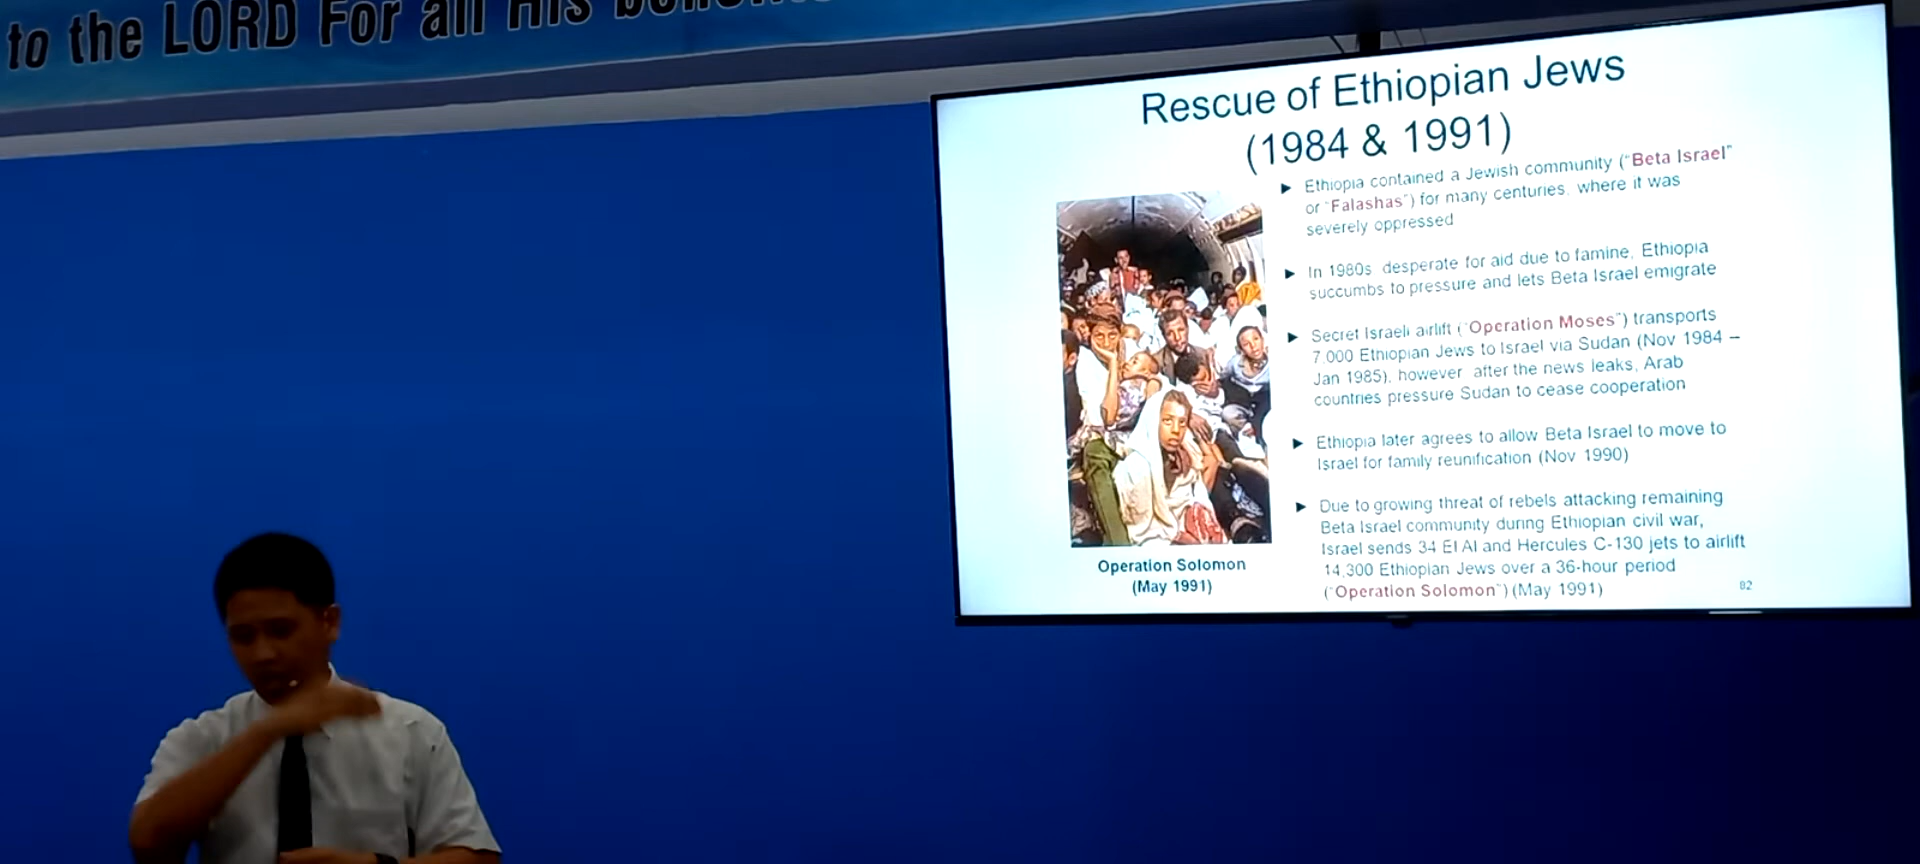 to the LORD For all His
Rescue of Ethiopian Jews
(1984 & 1991)
► Ethiopia contained a Jewish community ("Beta Israel"
or "Falashas") for many centuries, where it was
severely oppressed
► In 1980s desperate for aid due to famine, Ethiopia
succumbs to pressure and lets Beta Israel emigrate
► Secret Israeli airlift ("Operation Moses") transports
7,000 Ethiopian Jews to Israel via Sudan (Nov 1984 –
Jan 1985), however after the news leaks, Arab
countries pressure Sudan to cease cooperation
► Ethiopia later agrees to allow Beta Israel to move to
Israel for family reunification (Nov 1990)
► Due to growing threat of rebels attacking remaining
Beta Israel community during Ethiopian civil war,
Israel sends 34 El Al and Hercules C-130 jets to airlift
14,300 Ethiopian Jews over a 36-hour period
("Operation Solomon") (May 1991)
Operation Solomon
(May 1991)
82